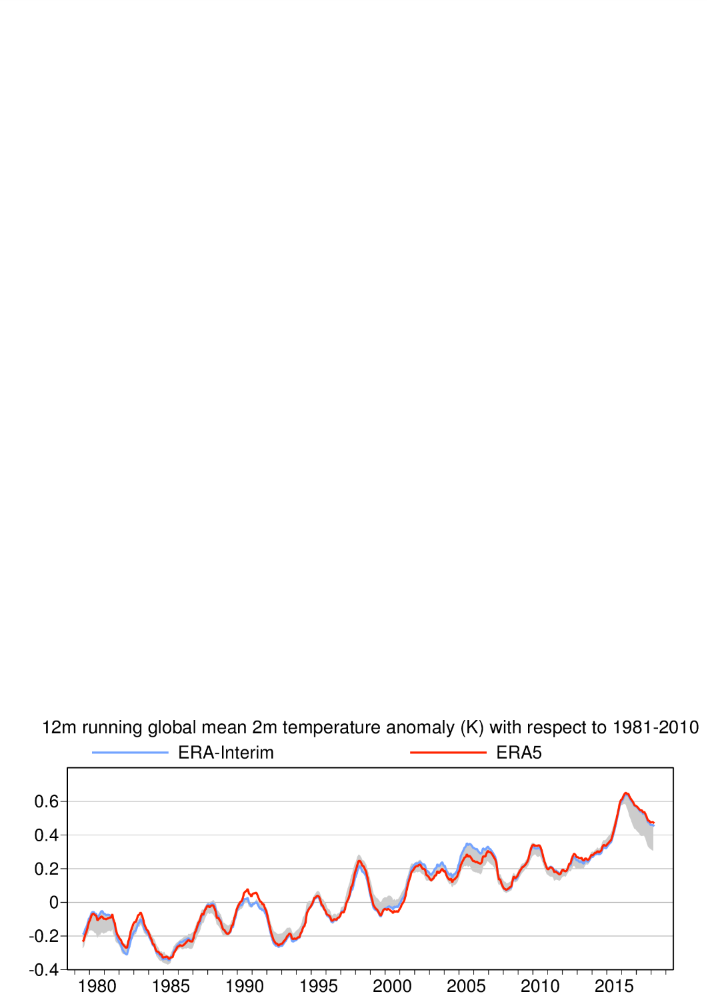 12m running global mean 2m temperature anomaly (K) with respect to 1981-2010
ERA-Interim ERA5
0.6
0.4
0.2
0
-0.2
-0.4
1980 1985 1990 1995 2000 2005 2010 2015